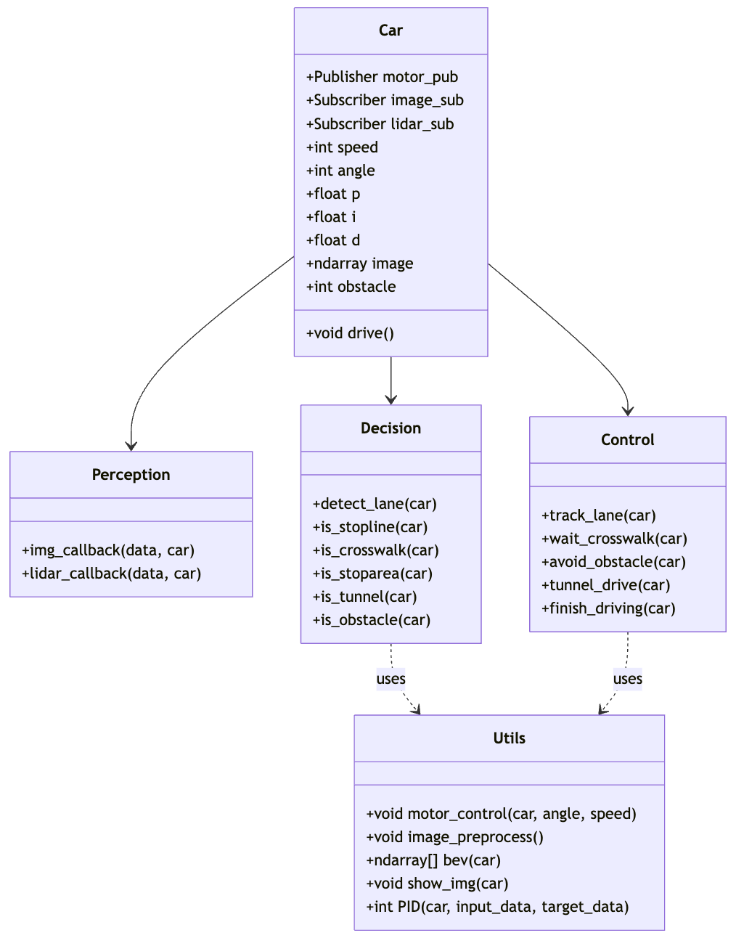 Car
+Publisher motor_pub
+Subscriber image_sub
+Subscriber lidar_sub
+int speed
+int angle
+float p
+float i
+float d
+ndarray image
+int obstacle
+void drive()
Perception
+img_callback(data, car)
+lidar_callback(data, car)
Decision
+detect_lane(car)
+is_stopline(car)
+is_crosswalk(car)
+is_stoparea(car)
+is_tunnel(car)
+is_obstacle(car)
Control
+track_lane(car)
+wait_crosswalk(car)
+avoid_obstacle(car)
+tunnel_drive(car)
+finish_driving(car)
uses
uses
Utils
+void motor_control(car, angle, speed)
+void image_preprocess()
+ndarray[] bev(car)
+void show_img(car)
+int PID(car, input_data, target_data)